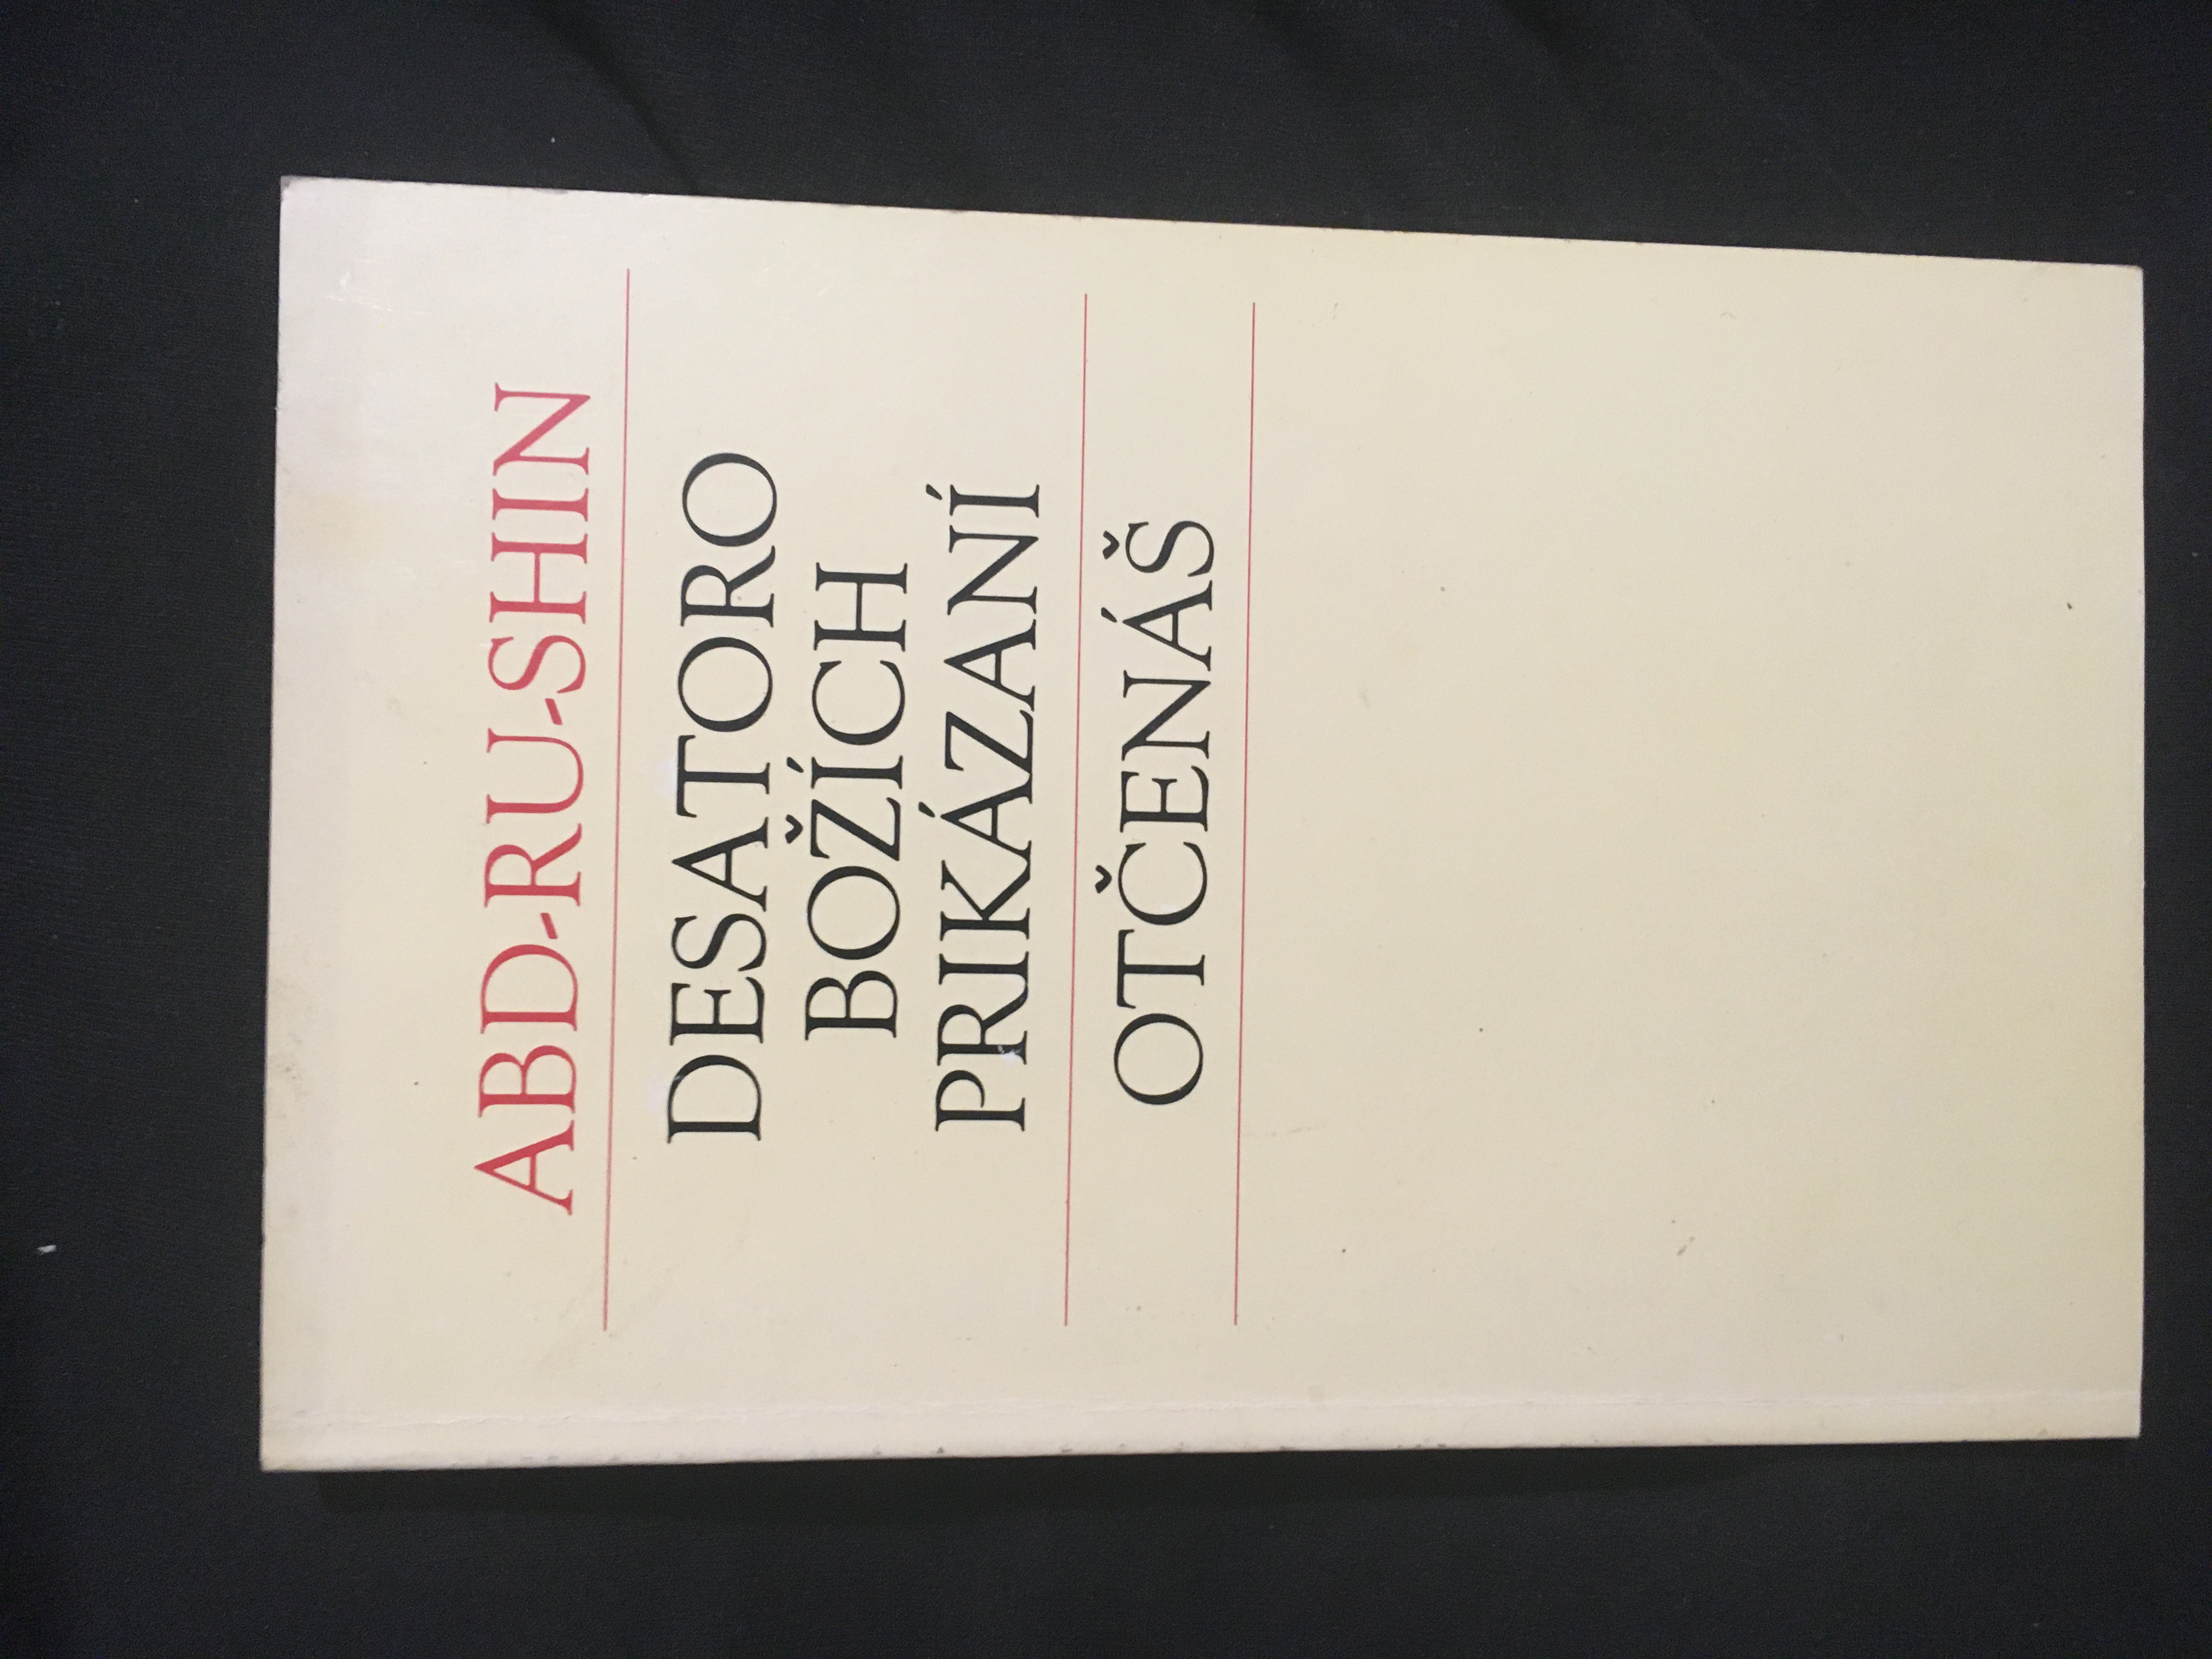 ABD-RU-SHIN
DESATORO
BOŽÍCH
PRIKÁZANÍ
OTČENÁŠ